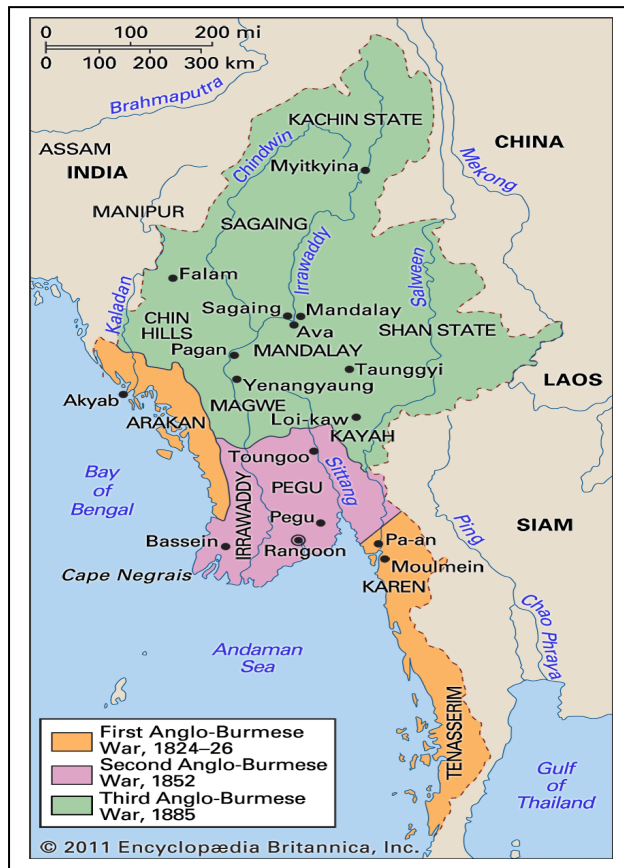 0 100 200 mi
0 100 200 300 km
Brahmaputra
KACHIN STATE
CHINA
Chindwin
ASSAM
INDIA
Myitkyina
Mekong
MANIPUR
SAGAING
Irrawaddy
Kaladan
Falam
Salween
Sagaing
Mandalay
CHIN
HILLS
Ava
SHAN STATE
Pagan
MANDALAY
Taunggyi
Yenangyaung
LAOS
Akyab
MAGWE
ARAKAN
Loi-kaw
KAYAH
Toungoo
Sittang
Bay
of
Bengal
PEGU
IRRAWADDY
Ping
SIAM
Pegu
Bassein
Rangoon
Pa-an
Moulmein
Cape Negrais
KAREN
Chao Phraya
Andaman
Sea
TENASSERIM
First Anglo-Burmese
War, 1824–26
Second Anglo-Burmese
War, 1852
Third Anglo-Burmese
War, 1885
Gulf
of
Thailand
© 2011 Encyclopædia Britannica, Inc.